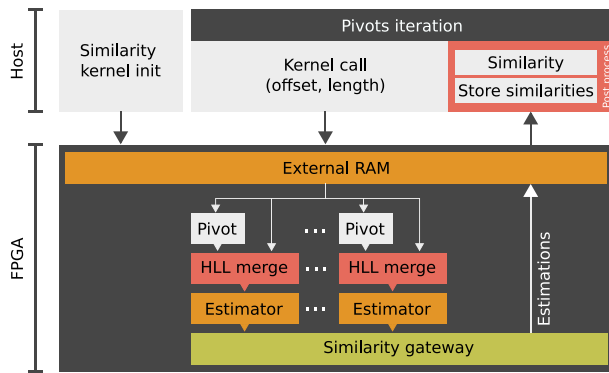 Host
Similarity
kernel init
Pivots iteration
Kernel call
(offset, length)
Similarity
Store similarities
Post process
FPGA
External RAM
Pivot
...
Pivot
HLL merge
...
HLL merge
Estimator
...
Estimator
Estimations
Similarity gateway